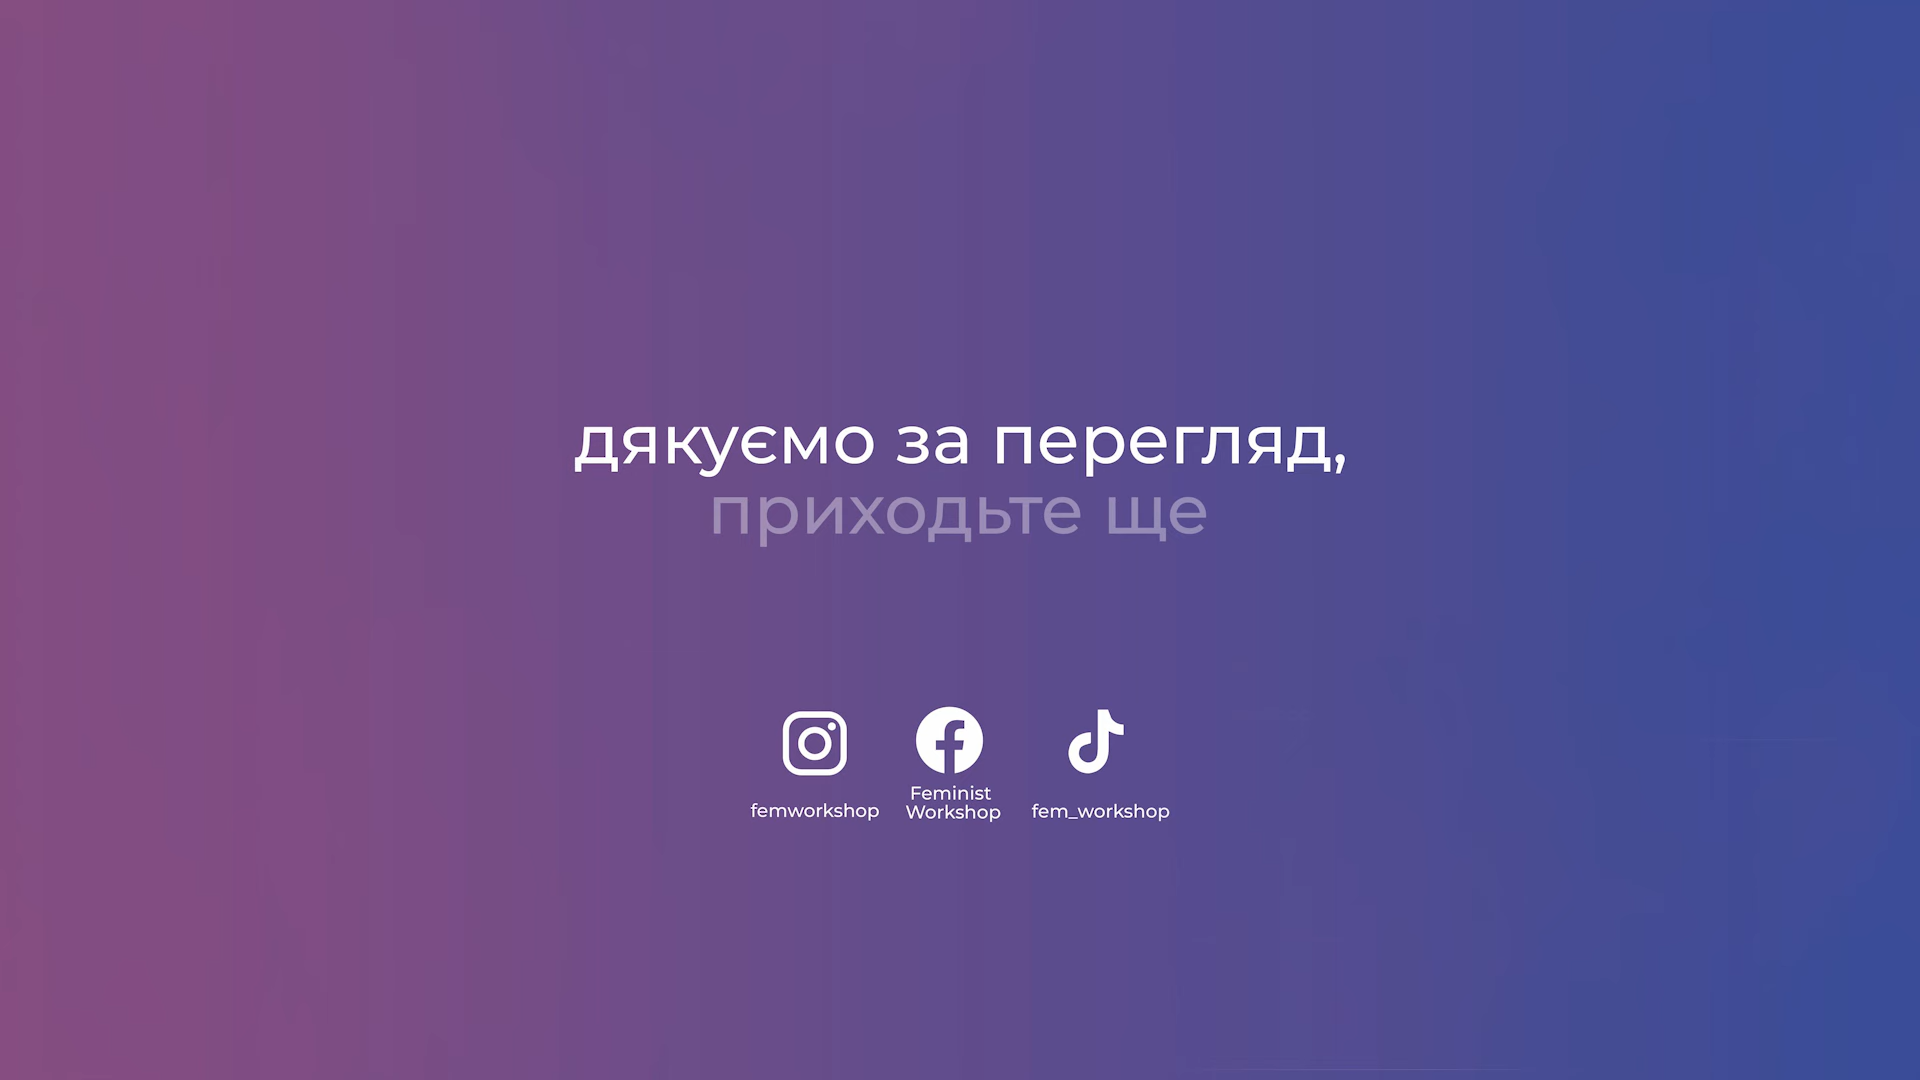 дякуємо за перегляд,
приходьте ще
femworkshop
Feminist
Workshop
fem_workshop